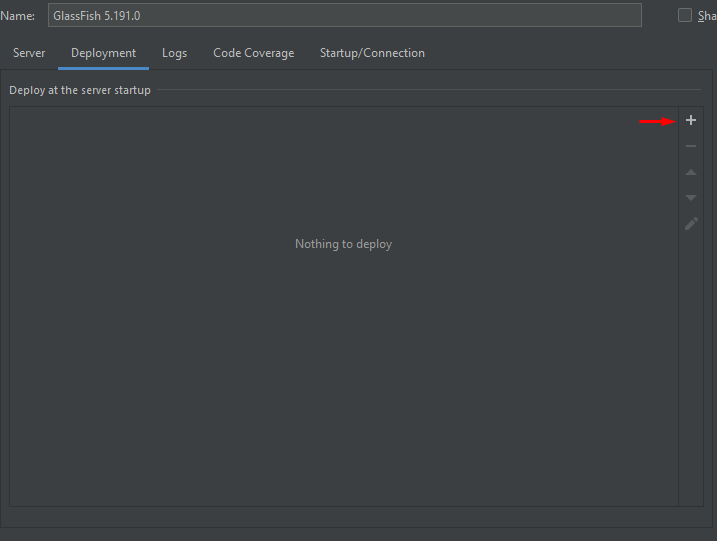 Name: GlassFish 5.191.0 Sha
Server Deployment Logs Code Coverage Startup/Connection
Deploy at the server startup
Nothing to deploy